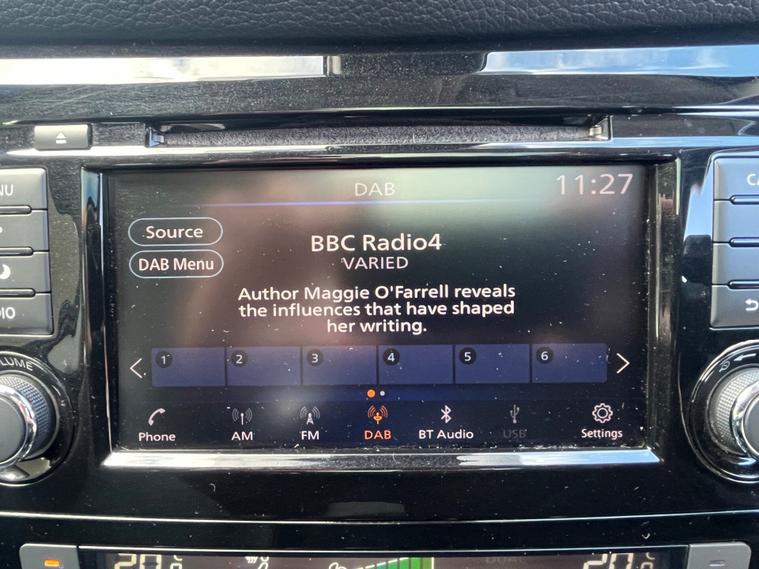 DAB
11:27
Source
DAB Menu
BBC Radio4
VARIED
Author Maggie O'Farrell reveals
the influences that have shaped
her writing.
1 2 3 4 5 6
Phone AM FM DAB BT Audio USB Settings